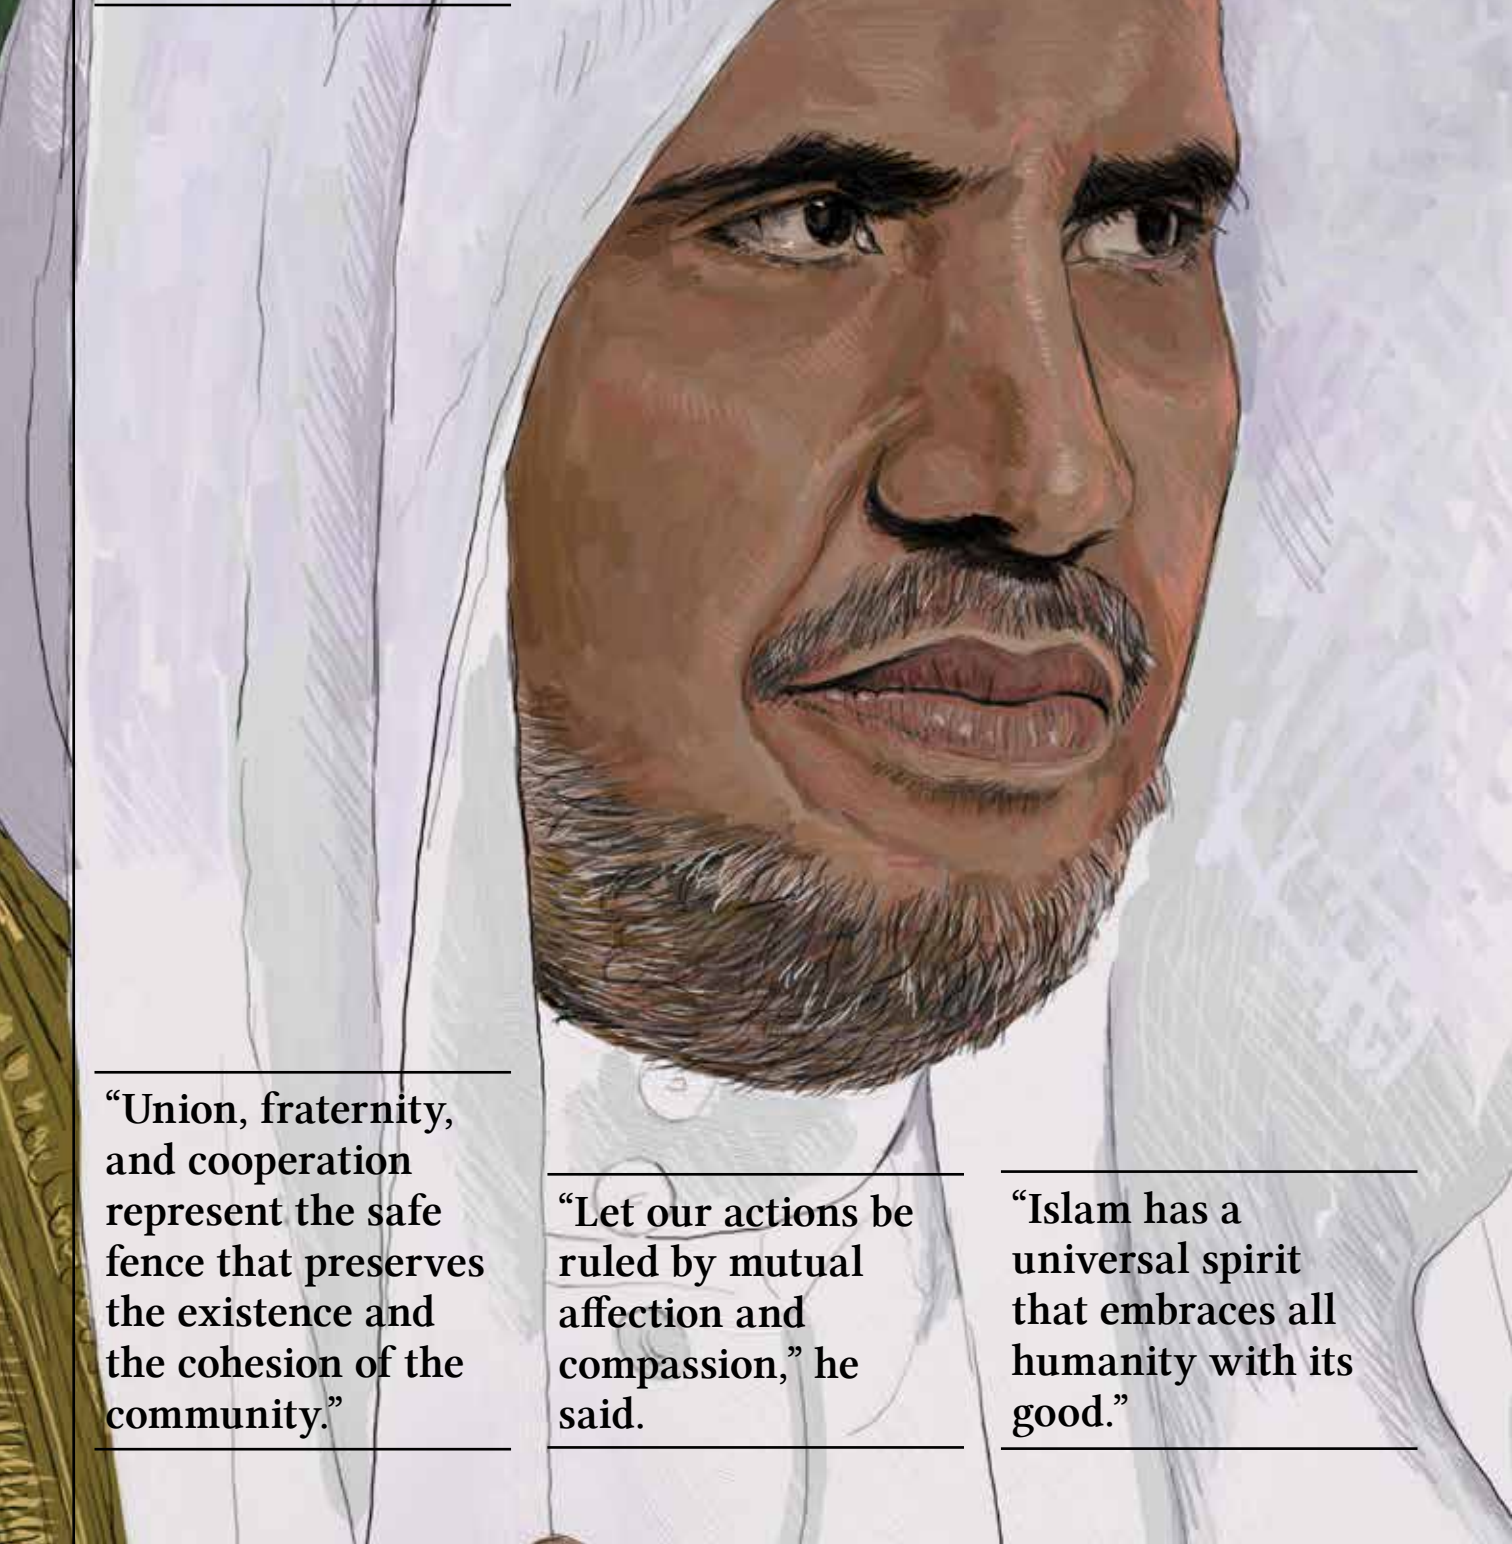 “Union, fraternity,
and cooperation
represent the safe
fence that preserves
the existence and
the cohesion of the
community.”
“Let our actions be
ruled by mutual
affection and
compassion,” he
said.
“Islam has a
universal spirit
that embraces all
humanity with its
good.”